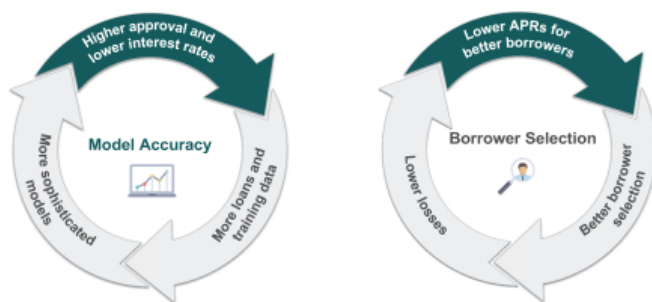 Higher approval and
lower interest rates
Model Accuracy
More loans and
training data
More sophisticated
models
Lower APRs for
better borrowers
Borrower Selection
Better borrower
selection
Lower losses